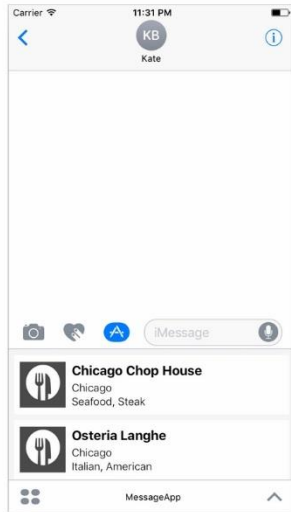 Carrier 11:31 PM
KB
Kate
iMessage
Chicago Chop House
Chicago
Seafood, Steak
Osteria Langhe
Chicago
Italian, American
MessageApp